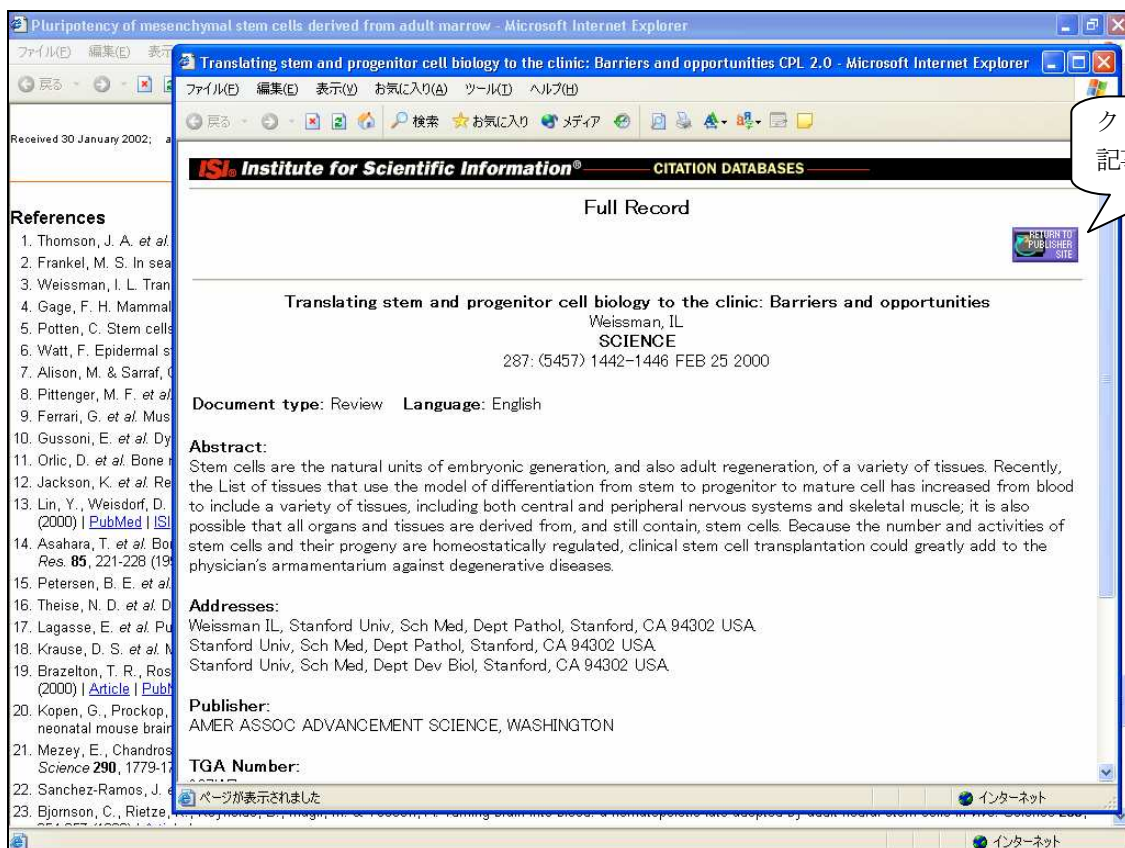 Pluripotency of mesenchymal stem cells derived from adult marrow - Microsoft Internet Explorer
ファイル(F) 編集(E)
戻る
Received 30 January 2002;
References
1. Thomson, J. A. et al.
2. Frankel, M. S. In sea
3. Weissman, I. L. Tran
4. Gage, F. H. Mammal
5. Potten, C. Stem cells
6. Watt, F. Epidermal s
7. Alison, M. & Sarraf,
8. Pittenger, M. F. et al
9. Ferrari, G. et al. Mus
10. Gussoni, E. et al. Dy
11. Orlic, D. et al. Bone
12. Jackson, K. et al. Re
13. Lin, Y., Weisdorf, D.
(2000) | PubMed | ISI
14. Asahara, T. et al. Bo
Res. 85, 221-228 (19
15. Petersen, B. E. et al.
16. Theise, N. D. et al. D
17. Lagasse, E. et al. Pu
18. Krause, D. S. et al. M
19. Brazelton, T. R., Ros
(2000) | Article | Pub
20. Kopen, G., Prockop,
neonatal mouse brain
21. Mezey, E., Chandros
Science 290, 1779-17
22. Sanchez-Ramos, J.
23. Bjornson, C., Rietze,
Translating stem and progenitor cell biology to the clinic: Barriers and opportunities CPL 2.0 - Microsoft Internet Explorer
ファイル(F) 編集(E) 表示(V) お気に入り(A) ツール(T) ヘルプ(H)
戻る 検索 お気に入り メディア
ISI® Institute for Scientific Information® CITATION DATABASES
Full Record
RETURN TO
PUBLISHER
SITE
Translating stem and progenitor cell biology to the clinic: Barriers and opportunities
Weissman, IL
SCIENCE
287: (5457) 1442-1446 FEB 25 2000
Document type: Review Language: English
Abstract:
Stem cells are the natural units of embryonic generation, and also adult regeneration, of a variety of tissues. Recently,
the List of tissues that use the model of differentiation from stem to progenitor to mature cell has increased from blood
to include a variety of tissues, including both central and peripheral nervous systems and skeletal muscle; it is also
possible that all organs and tissues are derived from, and still contain, stem cells. Because the number and activities of
stem cells and their progeny are homeostatically regulated, clinical stem cell transplantation could greatly add to the
physician's armamentarium against degenerative diseases.
Addresses:
Weissman IL, Stanford Univ, Sch Med, Dept Pathol, Stanford, CA 94302 USA.
Stanford Univ, Sch Med, Dept Pathol, Stanford, CA 94302 USA.
Stanford Univ, Sch Med, Dept Dev Biol, Stanford, CA 94302 USA.
Publisher:
AMER ASSOC ADVANCEMENT SCIENCE, WASHINGTON
TGA Number:
ページが表示されました インターネット
インターネット
ク